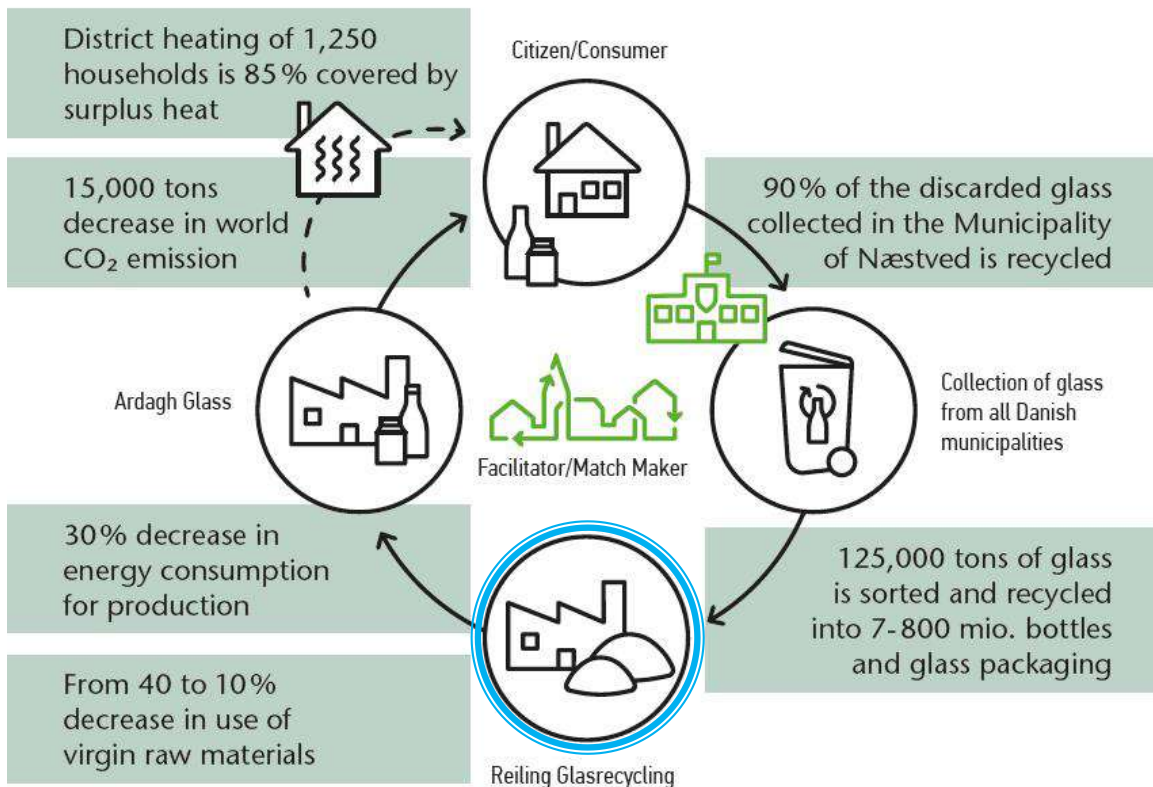 District heating of 1,250
households is 85% covered by
surplus heat
Citizen/Consumer
15,000 tons
decrease in world
CO₂ emission
90% of the discarded glass
collected in the Municipality
of Næstved is recycled
Ardagh Glass
Facilitator/Match Maker
Collection of glass
from all Danish
municipalities
30% decrease in
energy consumption
for production
125,000 tons of glass
is sorted and recycled
into 7-800 mio. bottles
and glass packaging
From 40 to 10%
decrease in use of
virgin raw materials
Reiling Glasrecycling